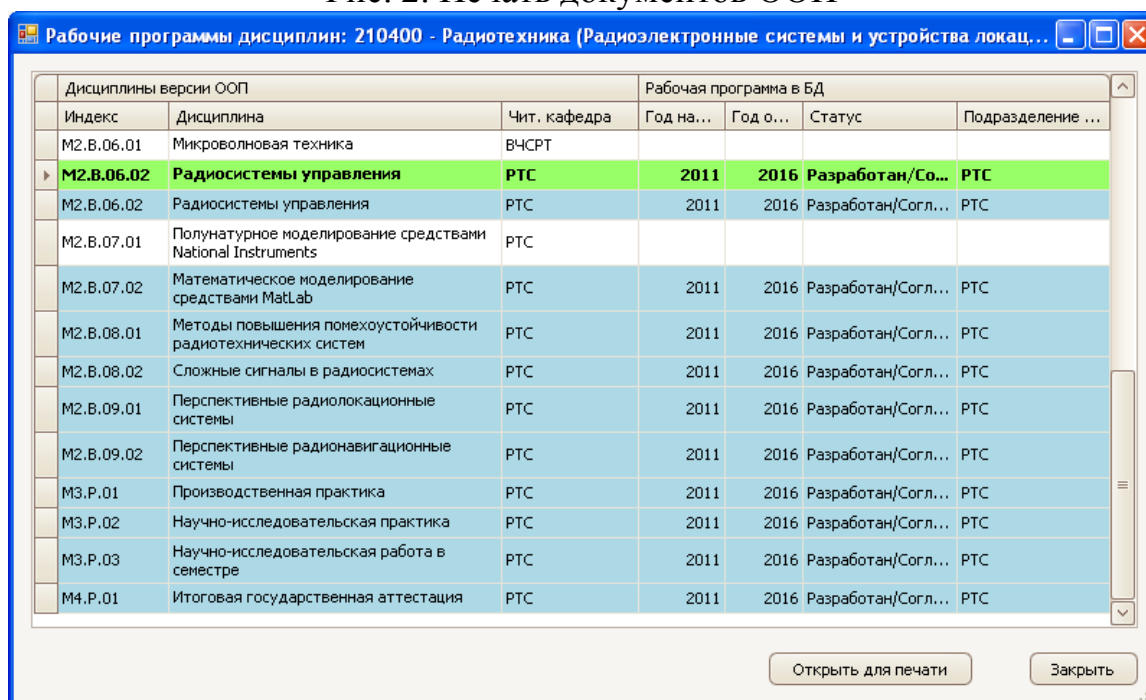 Рис. 2. Печать документов ООП
Рабочие программы дисциплин: 210400 - Радиотехника (Радиоэлектронные системы и устройства локац...
Дисциплины версии ООП Рабочая программа в БД
Индекс Дисциплина Чит. кафедра Год на... Год о... Статус Подразделение ...
М2.В.06.01 Микроволновая техника ВЧСРТ
М2.В.06.02 Радиосистемы управления РТС 2011 2016 Разработан/Со... РТС
М2.В.06.02 Радиосистемы управления РТС 2011 2016 Разработан/Согл... РТС
М2.В.07.01 Полунатурное моделирование средствами РТС
National Instruments
М2.В.07.02 Математическое моделирование РТС 2011 2016 Разработан/Согл... РТС
средствами MatLab
М2.В.08.01 Методы повышения помехоустойчивости РТС 2011 2016 Разработан/Согл... РТС
радиотехнических систем
М2.В.08.02 Сложные сигналы в радиосистемах РТС 2011 2016 Разработан/Согл... РТС
М2.В.09.01 Перспективные радиолокационные РТС 2011 2016 Разработан/Согл... РТС
системы
М2.В.09.02 Перспективные радионавигационные РТС 2011 2016 Разработан/Согл... РТС
системы
М3.Р.01 Производственная практика РТС 2011 2016 Разработан/Согл... РТС
М3.Р.02 Научно-исследовательская практика РТС 2011 2016 Разработан/Согл... РТС
М3.Р.03 Научно-исследовательская работа в РТС 2011 2016 Разработан/Согл... РТС
семестре
М4.Р.01 Итоговая государственная аттестация РТС 2011 2016 Разработан/Согл... РТС
Открыть для печати Закрыть